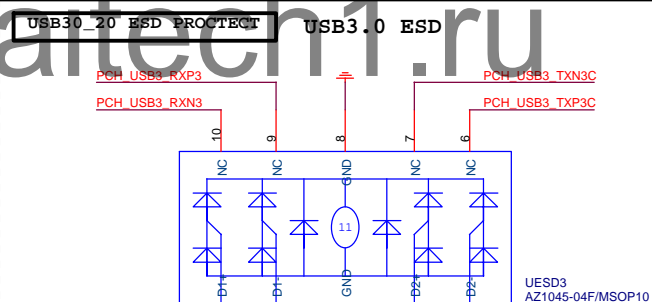 USB30_20 ESD PROCTECT
USB3.0 ESD
aitech1.ru
PCH_USB3_RXP3
PCH_USB3_TXN3C
PCH_USB3_RXN3
PCH_USB3_TXP3C
10
9
8
7
6
NC
NC
GND
NC
NC
11
D1+
D1-
GND
D2+
D2-
UESD3
AZ1045-04F/MSOP10